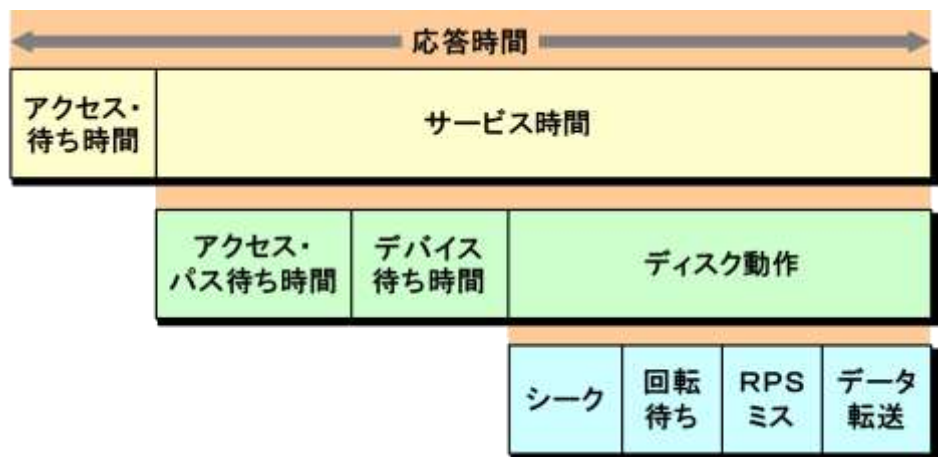 応答時間
アクセス・
待ち時間
サービス時間
アクセス・
パス待ち時間
デバイス
待ち時間
ディスク動作
シーク
回転
待ち
ＲＰＳ
ミス
データ
転送